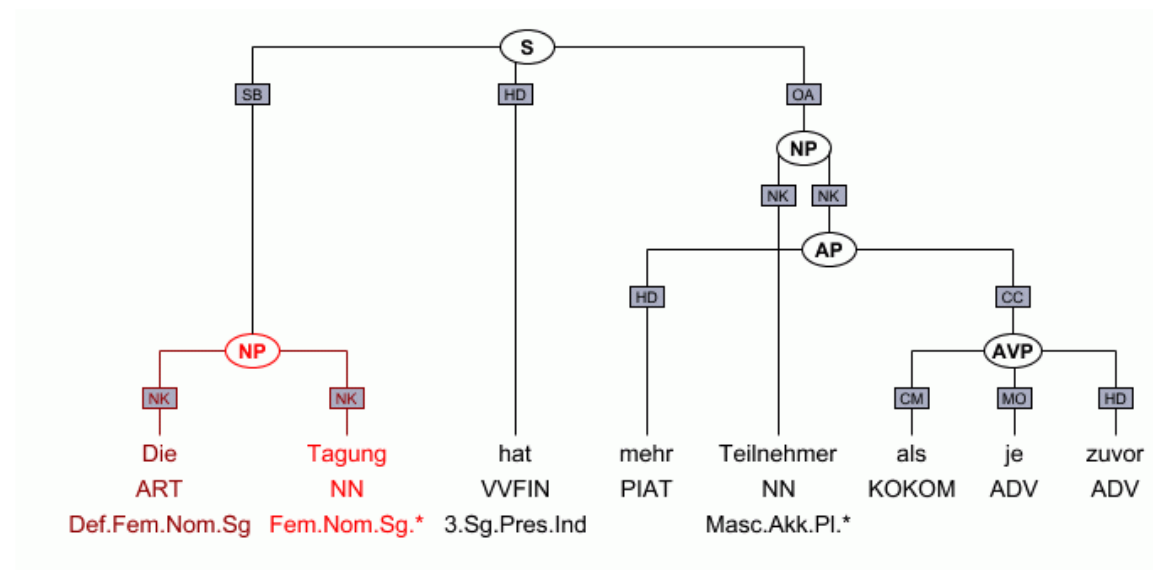 S
SB HD OA
NP
NK NK
AP
HD CC
NP AVP
NK NK CM MO HD
Die Tagung hat mehr Teilnehmer als je zuvor
ART NN VVFIN PIAT NN KOKOM ADV ADV
Def.Fem.Nom.Sg Fem.Nom.Sg.* 3.Sg.Pres.Ind Masc.Akk.Pl.*